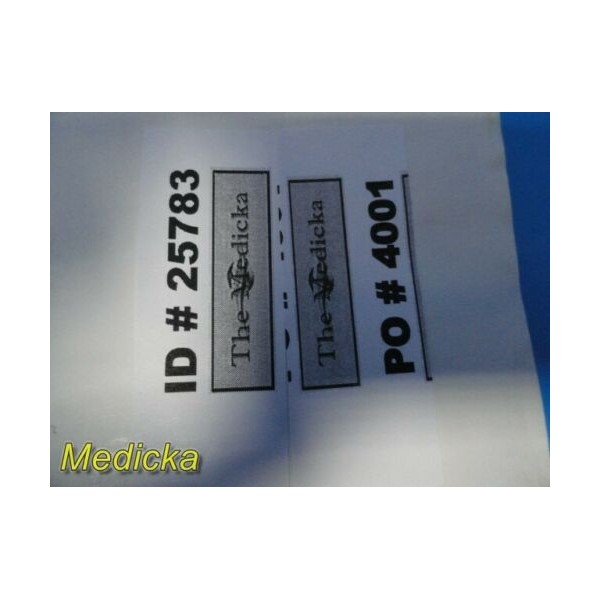 ID # 25783
The Medicka
The Medicka
PO # 4001
Medicka